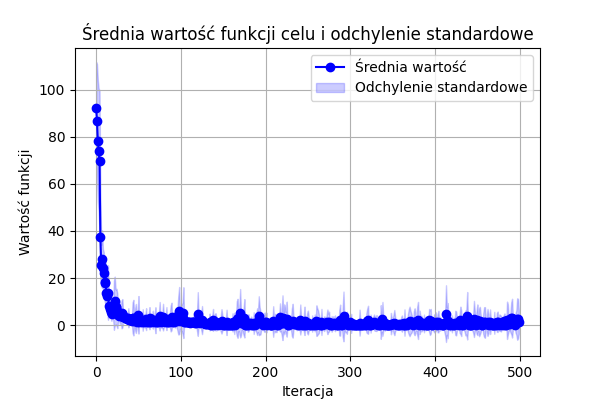 Średnia wartość funkcji celu i odchylenie standardowe
Średnia wartość
Odchylenie standardowe
Wartość funkcji
100
80
60
40
20
0
0 100 200 300 400 500
Iteracja